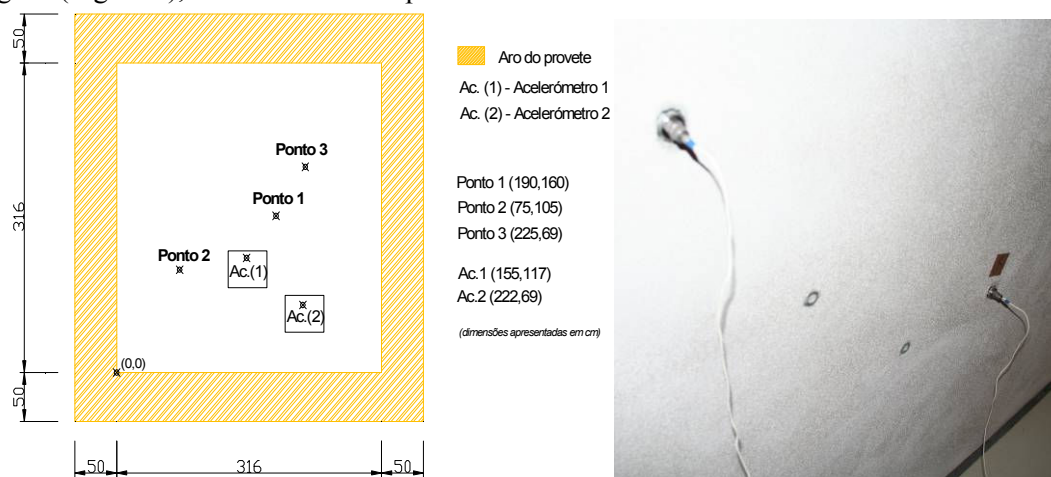 50
316
50
50
316
50
Ponto 3
Ponto 1
Ponto 2
Ac.(1)
Ac.(2)
(0,0)
Aro do provete
Ac. (1) - Acelerómetro 1
Ac. (2) - Acelerómetro 2
Ponto 1 (190,160)
Ponto 2 (75,105)
Ponto 3 (225,69)
Ac.1 (155,117)
Ac.2 (222,69)
(dimensões apresentadas em cm)